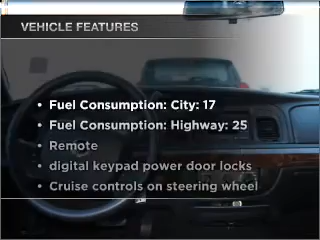 VEHICLE FEATURES
• Fuel Consumption: City: 17
• Fuel Consumption: Highway: 25
• Remote
• digital keypad power door locks
• Cruise controls on steering wheel